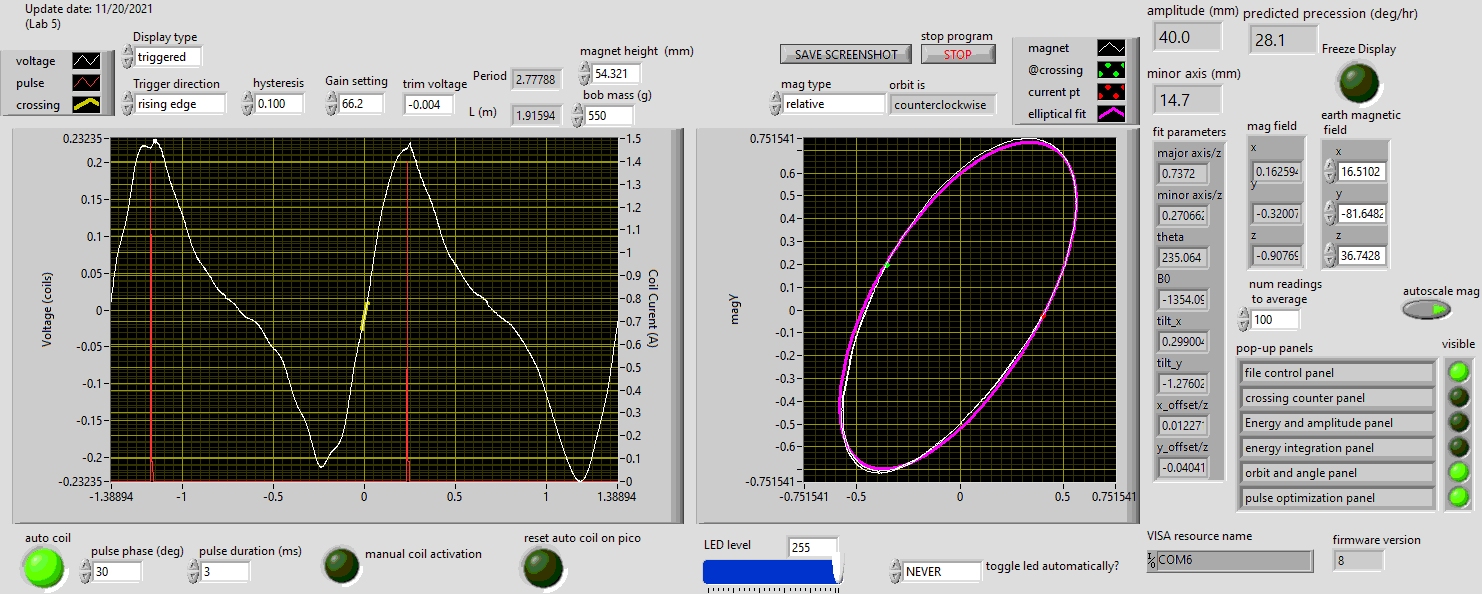 Update date: 11/20/2021
(Lab 5)
voltage
pulse
crossing
Display type
triggered
Trigger direction
rising edge
hysteresis
0.100
Gain setting
66.2
trim voltage
-0.004
Period
2.77788
L (m)
1.91594
magnet height (mm)
54.321
bob mass (g)
550
Voltage (coils)
0.23235
0.2
0.15
0.1
0.05
0
-0.05
-0.1
-0.15
-0.2
-0.23235
-1.38894
-1
-0.5
0
0.5
1
1.38894
1.5
1.4
1.3
1.2
1.1
1
0.9
0.8
0.7
0.6
0.5
0.4
0.3
0.2
0.1
0
Coil Curent (A)
SAVE SCREENSHOT
stop program
STOP
mag type
relative
orbit is
counterclockwise
magnet
@crossing
current pt
elliptical fit
magy
0.751541
0.6
0.5
0.4
0.3
0.2
0.1
0
-0.1
-0.2
-0.3
-0.4
-0.5
-0.6
-0.751541
-0.751541
-0.5
0
0.5
0.751541
amplitude (mm)
40.0
predicted precession (deg/hr)
28.1
minor axis (mm)
14.7
Freeze Display
fit parameters
major axis/z
0.7372
minor axis/z
0.27066
theta
235.064
B0
-1354.09
tilt_x
0.299004
tilt_y
-1.27602
x_offset/z
0.01227
y_offset/z
-0.04041
mag field
x
0.16259
y
-0.32007
z
-0.90769
earth magnetic
field
x
16.5102
y
-81.6482
z
36.7428
num readings
to average
100
autoscale mag
pop-up panels
visible
file control panel
crossing counter panel
Energy and amplitude panel
energy integration panel
orbit and angle panel
pulse optimization panel
auto coil
pulse phase (deg)
30
pulse duration (ms)
3
manual coil activation
reset auto coil on pico
LED level
255
NEVER
toggle led automatically?
VISA resource name
COM6
firmware version
8